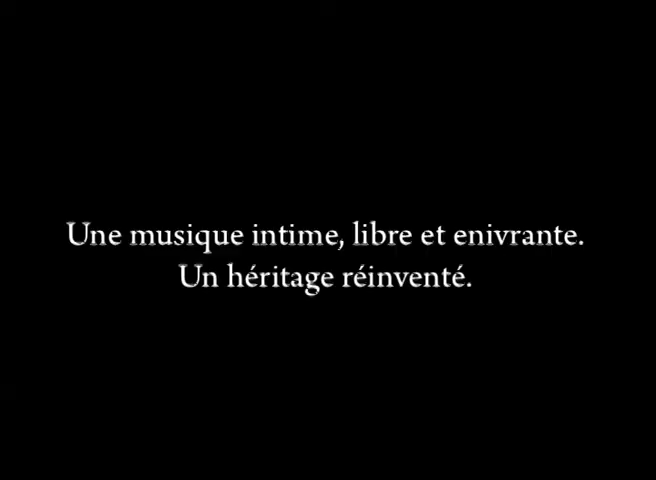 Une musique intime, libre et enivrante.
Un héritage réinventé.